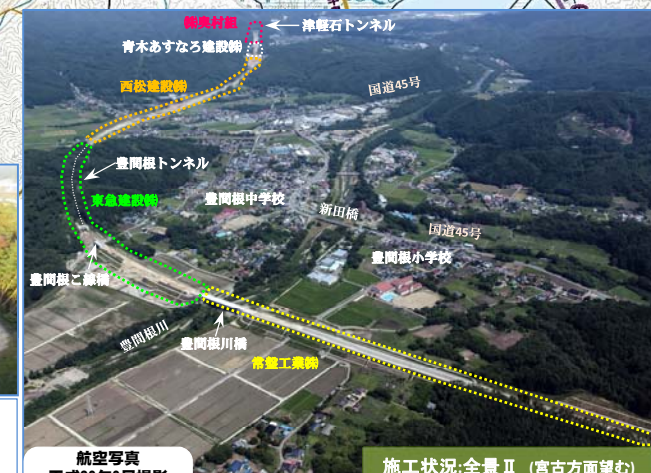 ㈱奥村組
津軽石トンネル
青木あすなろ建設㈱
西松建設㈱
国道45号
豊間根トンネル
東急建設㈱
豊間根中学校
新田橋
国道45号
豊間根小学校
豊間根こ線橋
豊間根川
豊間根川橋
常盤工業㈱
航空写真
施工状況:全景Ⅱ (宮古方面望む)